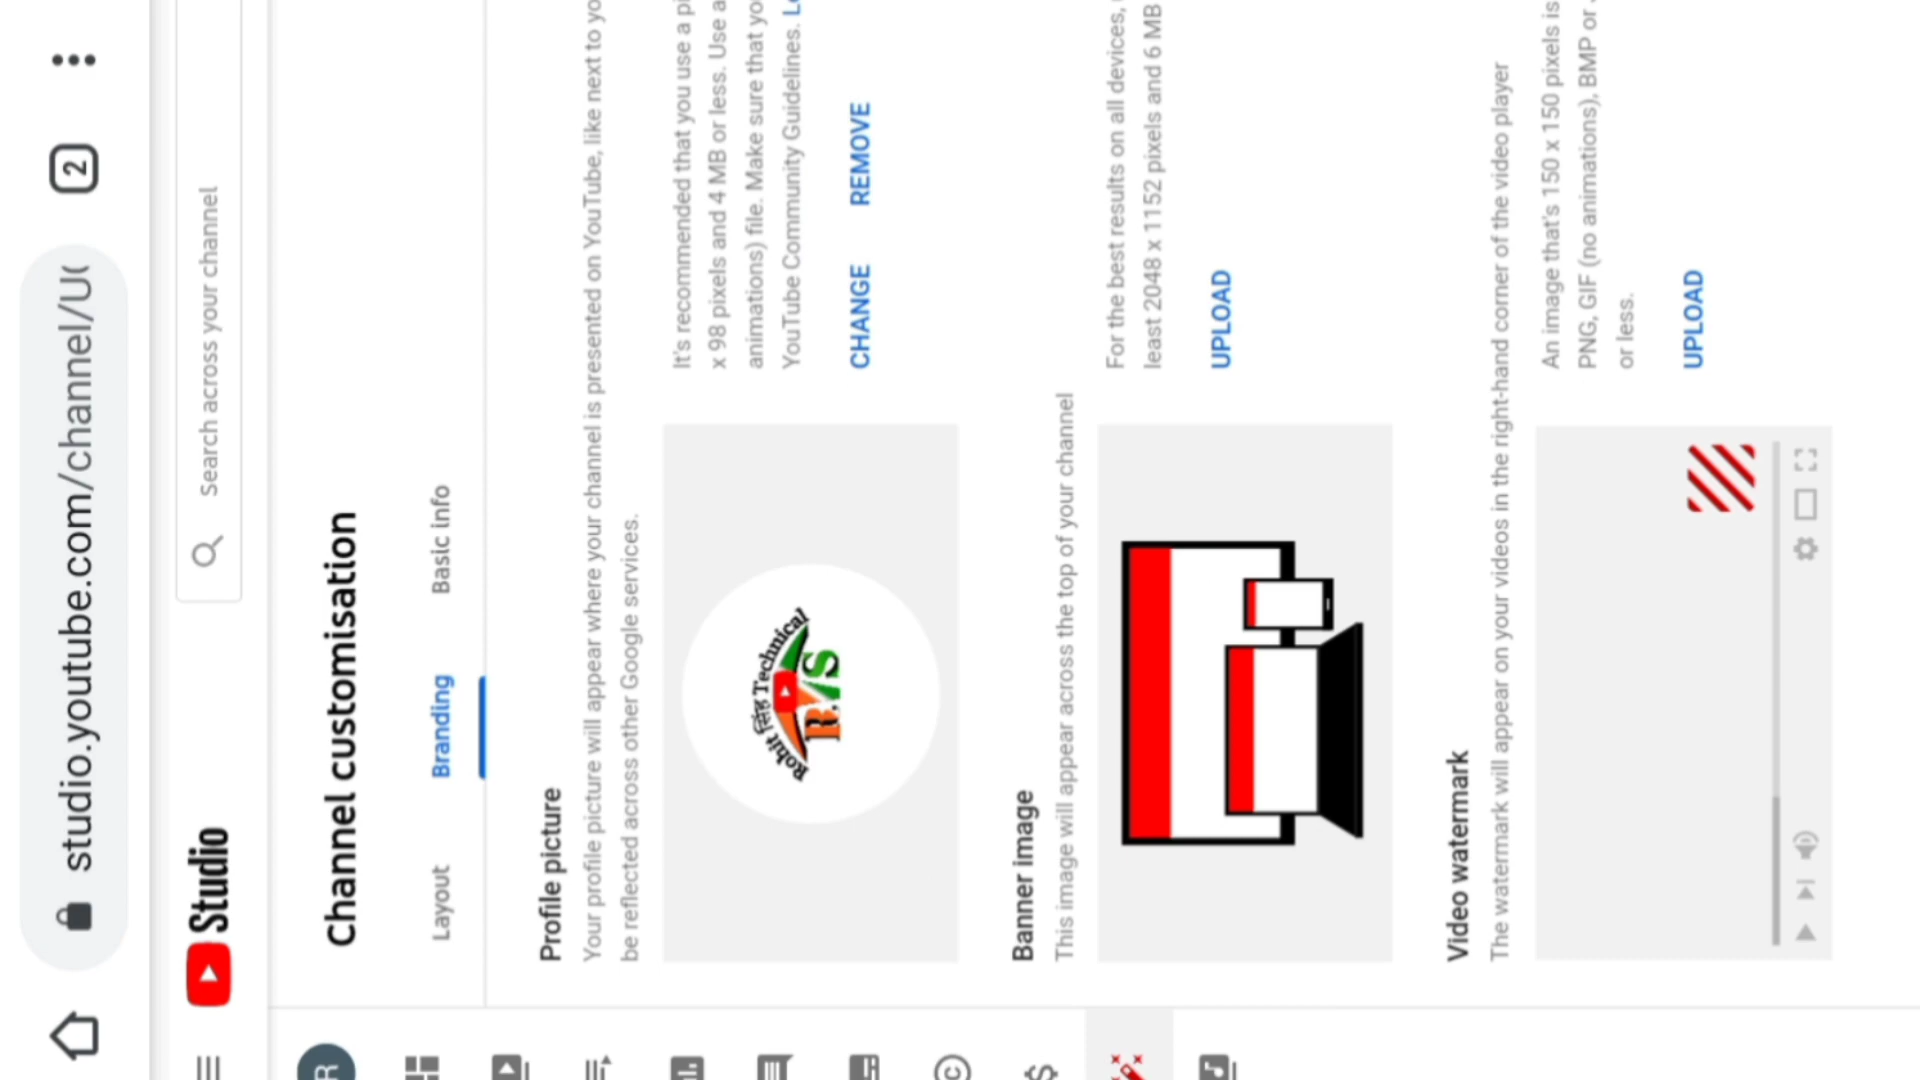 studio.youtube.com/channel/U
2
Studio
Search across your channel
Channel customisation
Layout
Branding
Basic info
Profile picture
Your profile picture will appear where your channel is presented on YouTube, like next to yo
be reflected across other Google services.
Rohit सिंह Technical
RS
It's recommended that you use a pi
x 98 pixels and 4 MB or less. Use a
animations) file. Make sure that yo
YouTube Community Guidelines. Le
CHANGE
REMOVE
Banner image
This image will appear across the top of your channel
For the best results on all devices,
least 2048 x 1152 pixels and 6 MB
UPLOAD
Video watermark
The watermark will appear on your videos in the right-hand corner of the video player
An image that's 150 x 150 pixels is
PNG, GIF (no animations), BMP or
or less.
UPLOAD
R